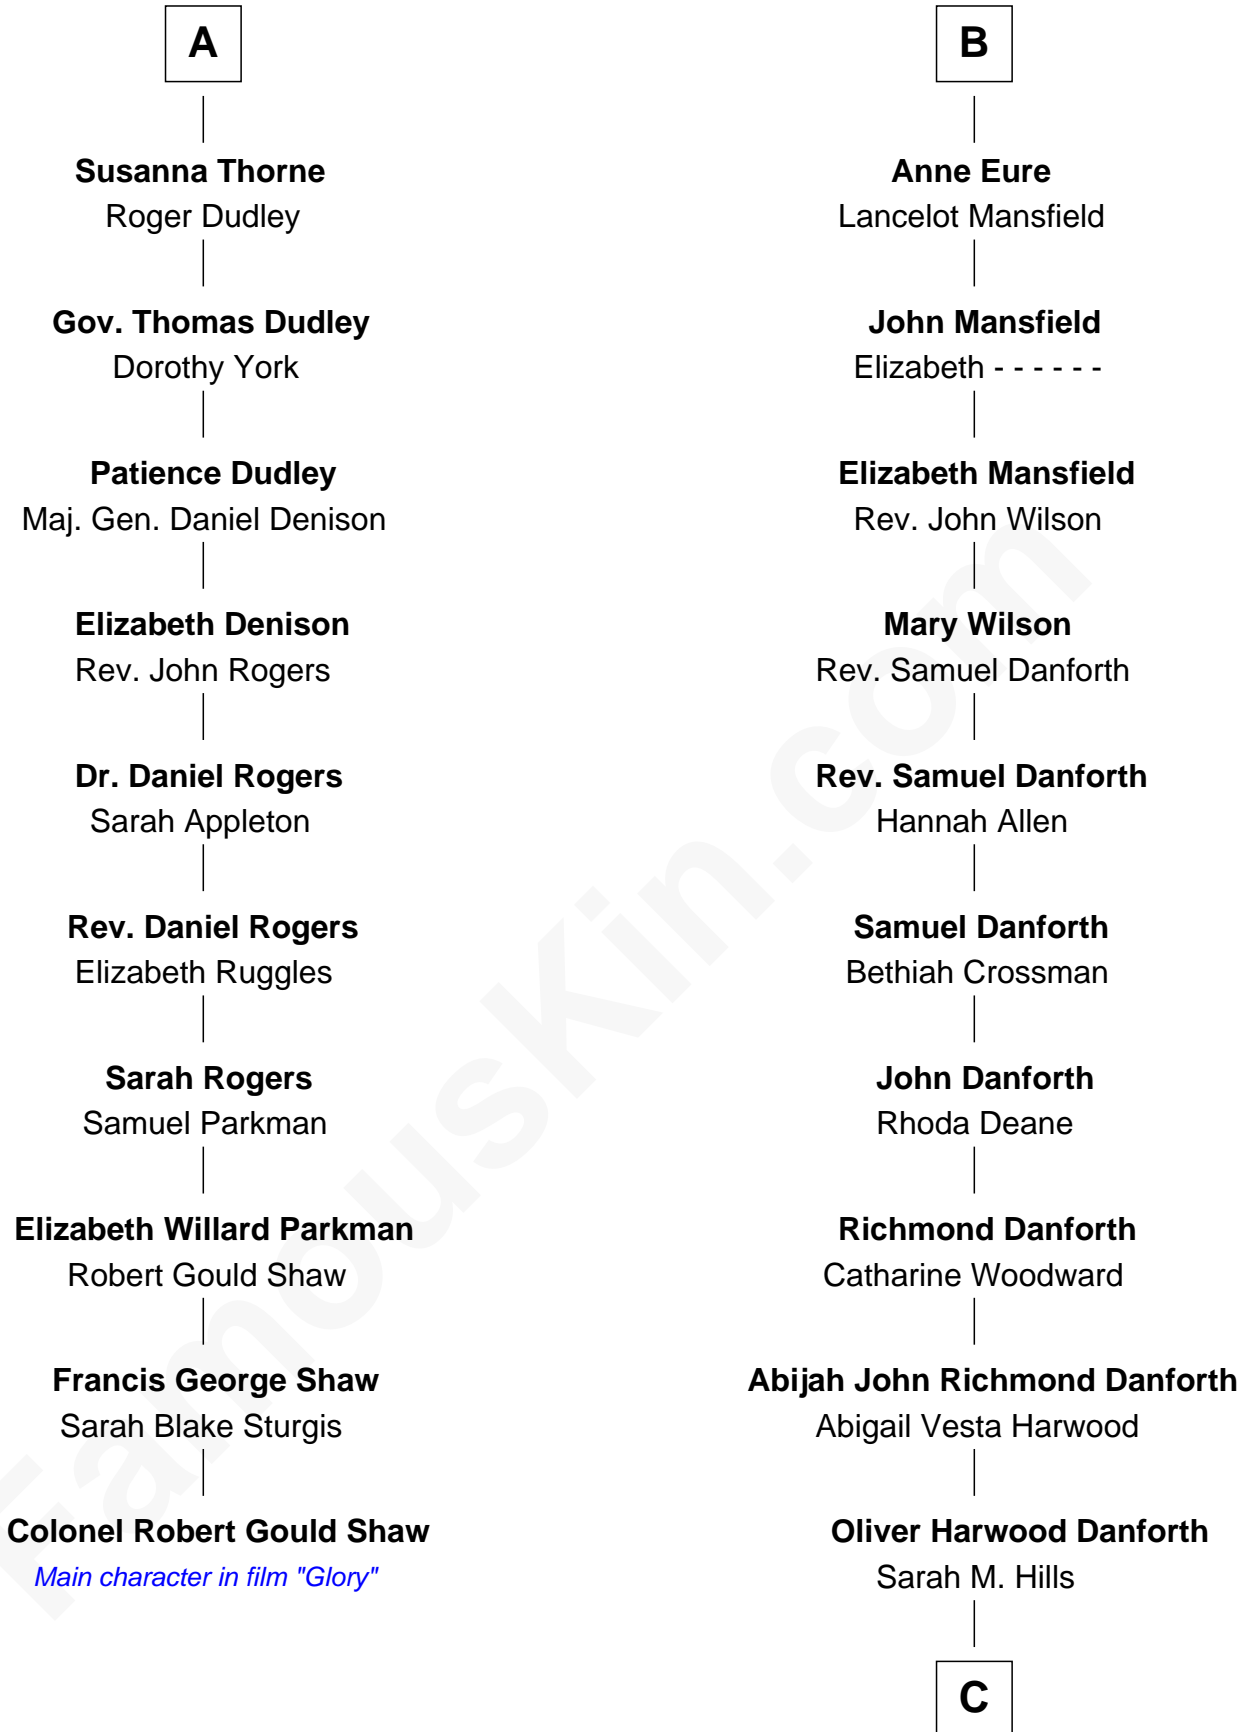 A
Susanna Thorne
Roger Dudley
Gov. Thomas Dudley
Dorothy York
Patience Dudley
Maj. Gen. Daniel Denison
Elizabeth Denison
Rev. John Rogers
Dr. Daniel Rogers
Sarah Appleton
Rev. Daniel Rogers
Elizabeth Ruggles
Sarah Rogers
Samuel Parkman
Elizabeth Willard Parkman
Robert Gould Shaw
Francis George Shaw
Sarah Blake Sturgis
Colonel Robert Gould Shaw
Main character in film "Glory"
B
Anne Eure
Lancelot Mansfield
John Mansfield
Elizabeth - - - - - -
Elizabeth Mansfield
Rev. John Wilson
Mary Wilson
Rev. Samuel Danforth
Rev. Samuel Danforth
Hannah Allen
Samuel Danforth
Bethiah Crossman
John Danforth
Rhoda Deane
Richmond Danforth
Catharine Woodward
Abijah John Richmond Danforth
Abigail Vesta Harwood
Oliver Harwood Danforth
Sarah M. Hills
C
FamousKin.com